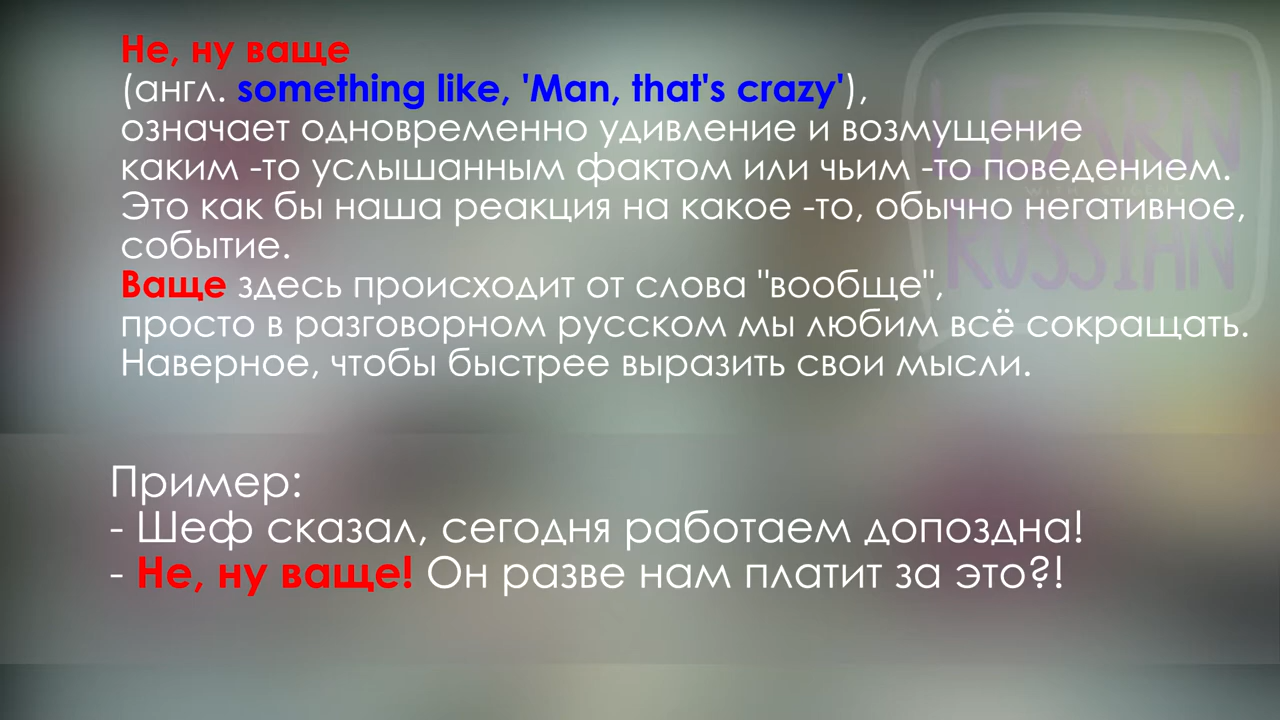 Не, ну ваще
(англ. something like, 'Man, that's crazy'),
означает одновременно удивление и возмущение
каким -то услышанным фактом или чьим -то поведением.
Это как бы наша реакция на какое -то, обычно негативное,
событие.
Ваще здесь происходит от слова "вообще",
просто в разговорном русском мы любим всё сокращать.
Наверное, чтобы быстрее выразить свои мысли.
LEARN
RUSSIAN
Пример:
- Шеф сказал, сегодня работаем допоздна!
- Не, ну ваще! Он разве нам платит за это?!